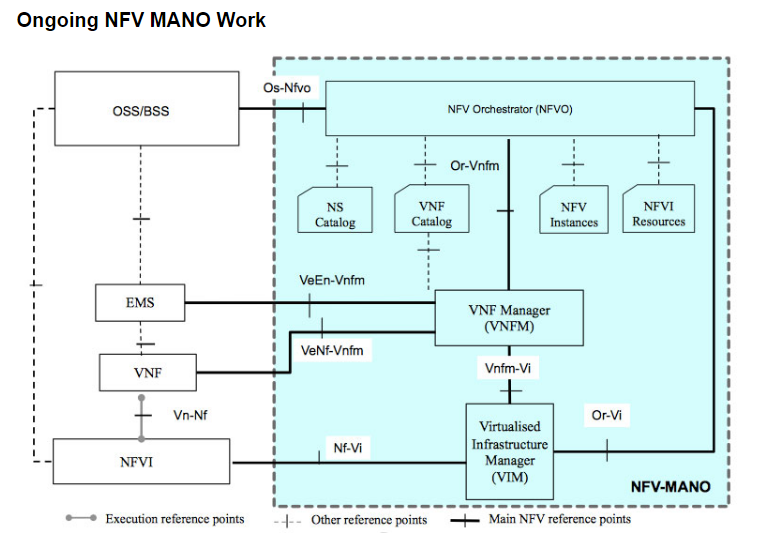 Ongoing NFV MANO Work
Os-Nfvo
OSS/BSS
NFV Orchestrator (NFVO)
Or-Vnfm
NS
Catalog
VNF
Catalog
NFV
Instances
NFVI
Resources
VeEn-Vnfm
EMS
VNF Manager
(VNFM)
VeNf-Vnfm
VNF
Vnfm-Vi
Vn-Nf
Or-Vi
Virtualised
Infrastructure
Manager
(VIM)
Nf-Vi
NFVI
NFV-MANO
Execution reference points
Other reference points
Main NFV reference points